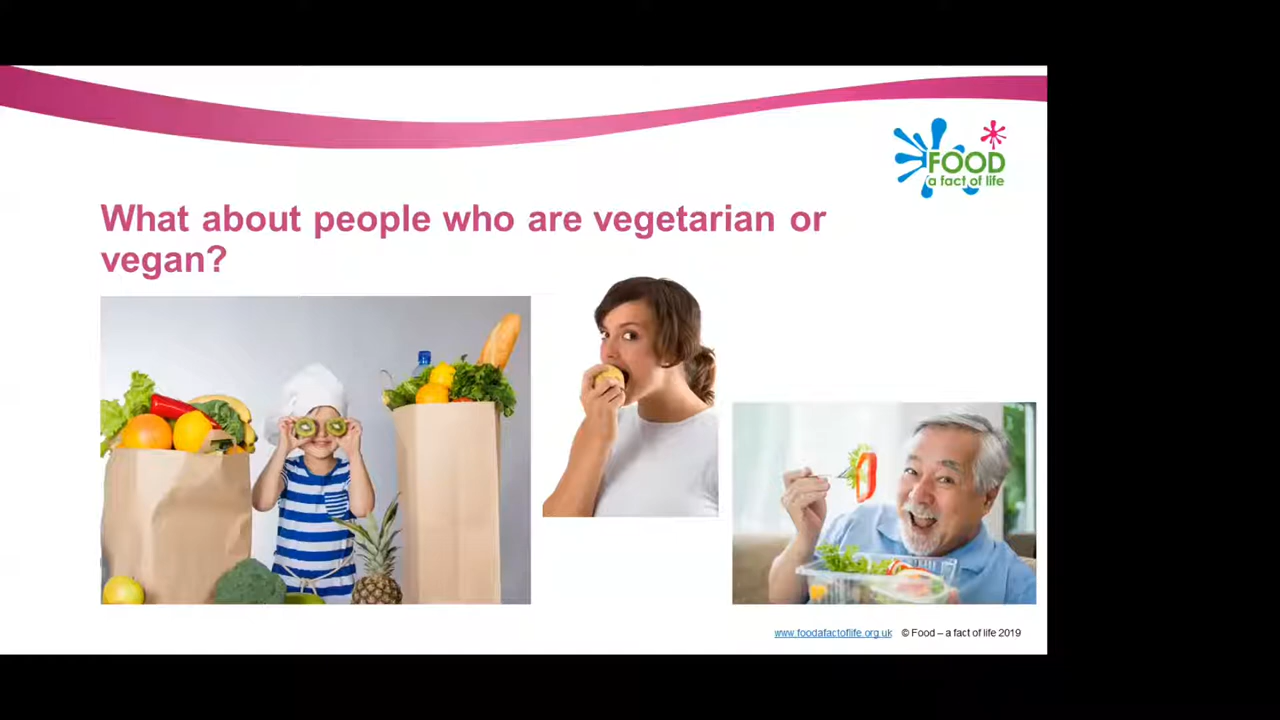 FOOD
a fact of life
What about people who are vegetarian or
vegan?
www.foodafactoflife.org.uk © Food – a fact of life 2019